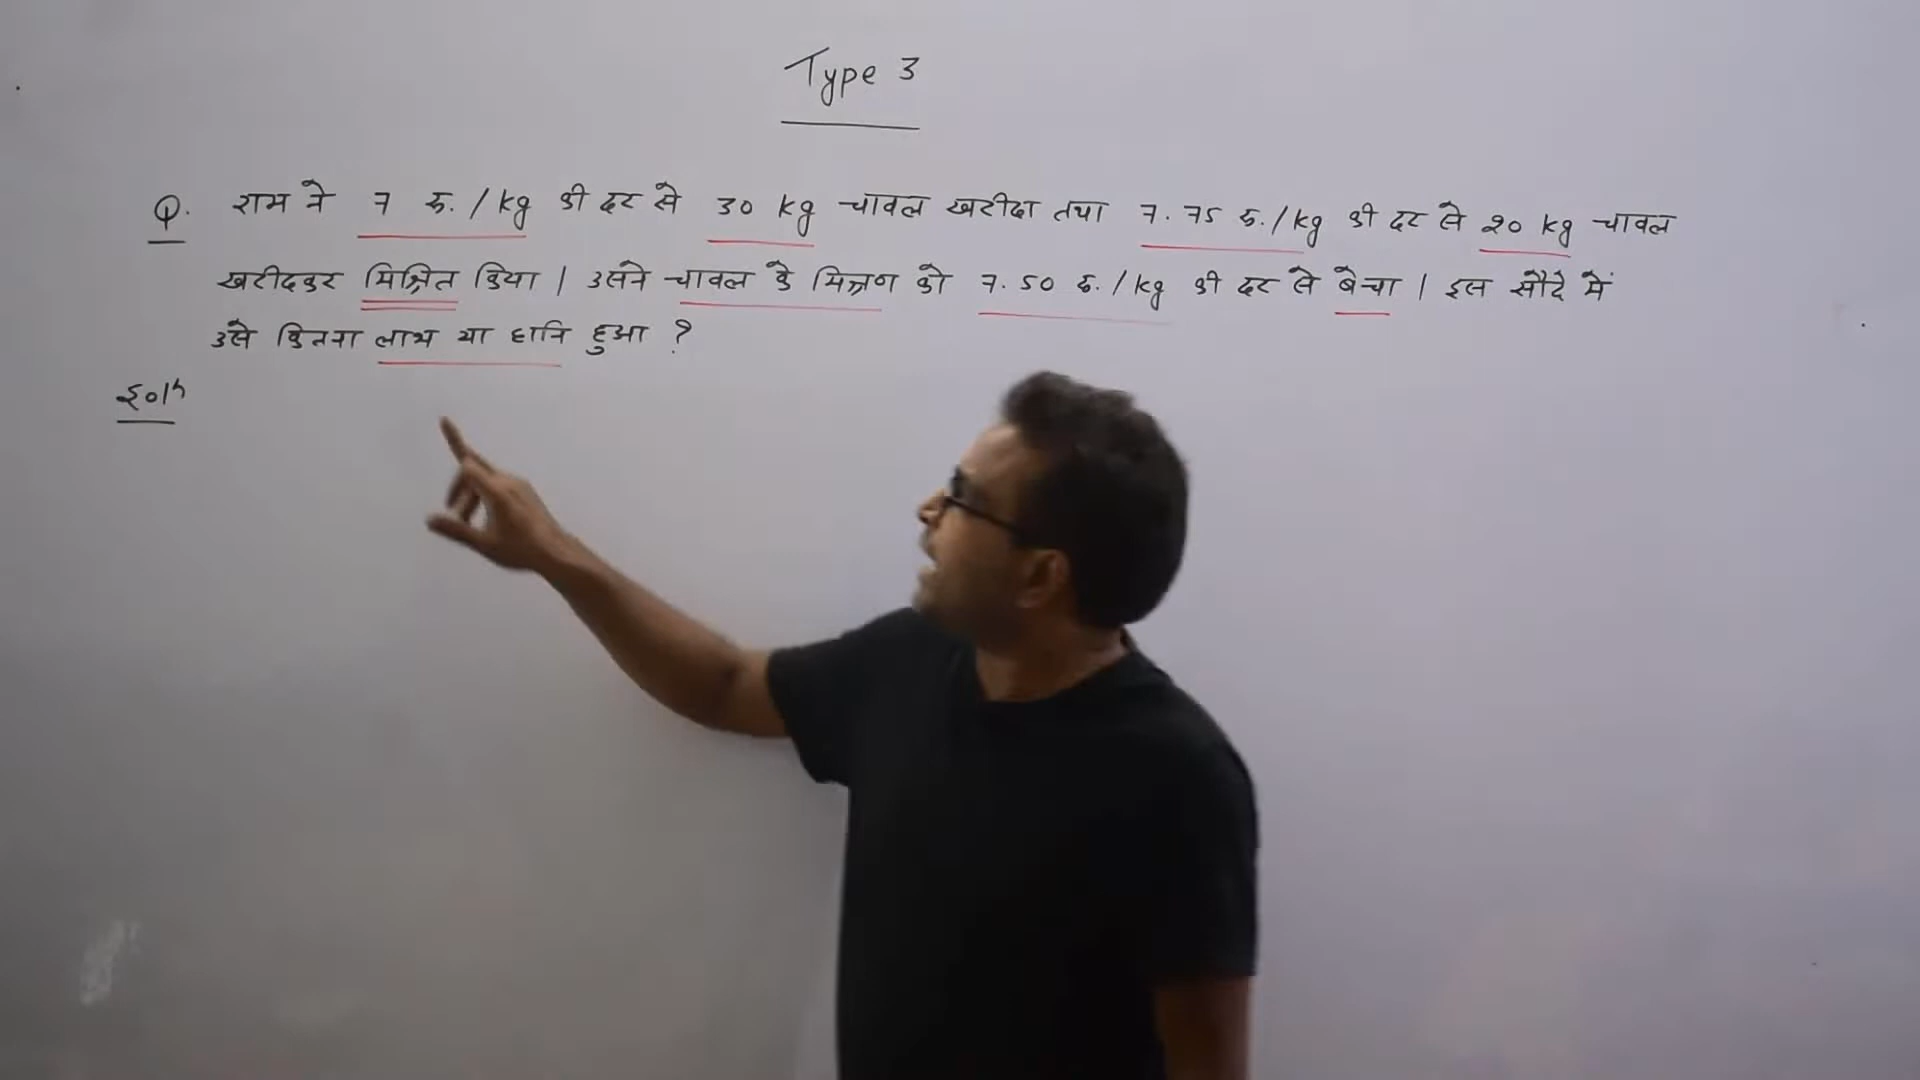 Type 3
Q. राम ने 7 रु. / kg की दर से 30 kg चावल खरीदा तथा 7.75 रु. / kg की दर से 20 kg चावल
खरीदकर मिश्रित किया | उसने चावल के मिश्रण को 7.50 रु. / kg की दर से बेचा | इस सौदे में
उसे कितना लाभ या हानि हुआ ?
Solⁿ